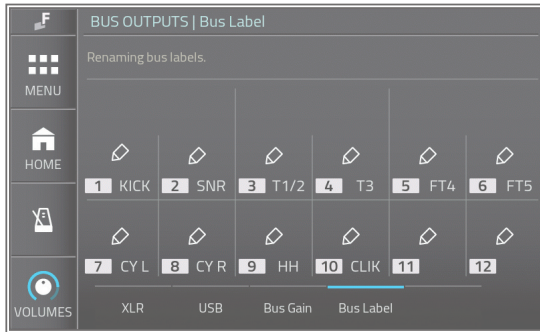 F
BUS OUTPUTS | Bus Label
Renaming bus labels.
MENU
HOME
1 KICK 2 SNR 3 T1/2 4 T3 5 FT4 6 FT5
7 CY L 8 CY R 9 HH 10 CLIK 11 12
VOLUMES
XLR USB Bus Gain Bus Label